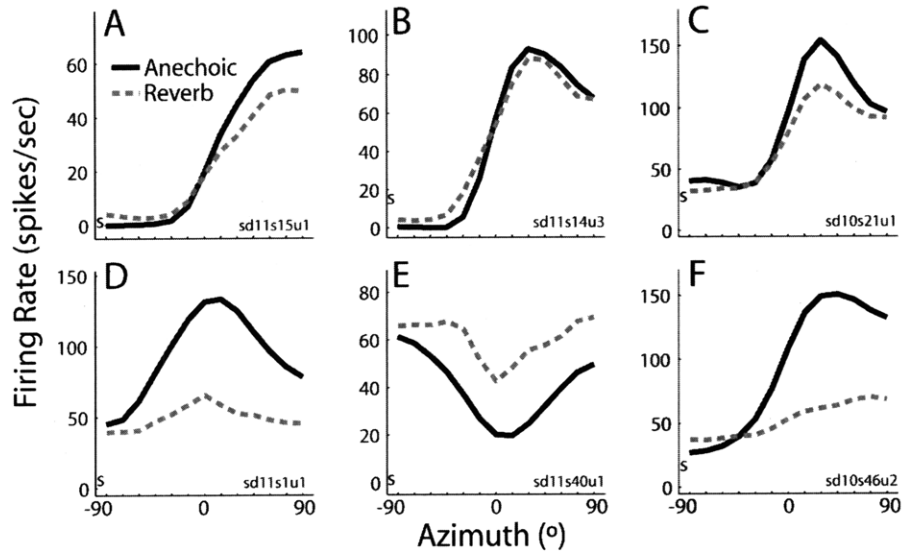 A
B
C
Anechoic
Reverb
60
40
20
0
S
sd11s15u1
100
80
60
40
20
0
S
sd11s14u3
150
100
50
0
S
sd10s21u1
Firing Rate (spikes/sec)
D
E
F
150
100
50
0
S
sd11s1u1
80
60
40
20
0
S
sd11s40u1
150
100
50
0
S
sd10s46u2
-90 0 90
-90 0 90
-90 0 90
Azimuth (º)